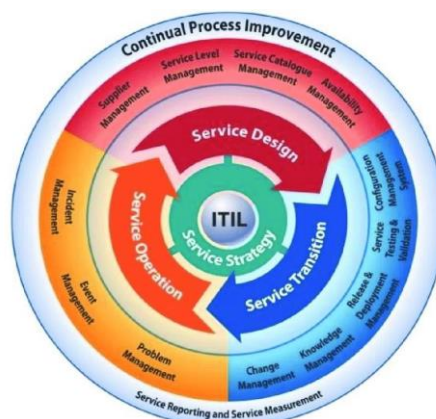 Continual Process Improvement
Supplier
Management
Service Level
Management
Service Catalogue
Management
Availability
Management
Service Design
Incident
Management
Event
Management
Problem
Management
Service Operation
ITIL
Service Strategy
Service Transition
Service
Configuration
Management
System
Service
Testing &
Validation
Release &
Deployment
Management
Knowledge
Management
Change
Management
Service Reporting and Service Measurement